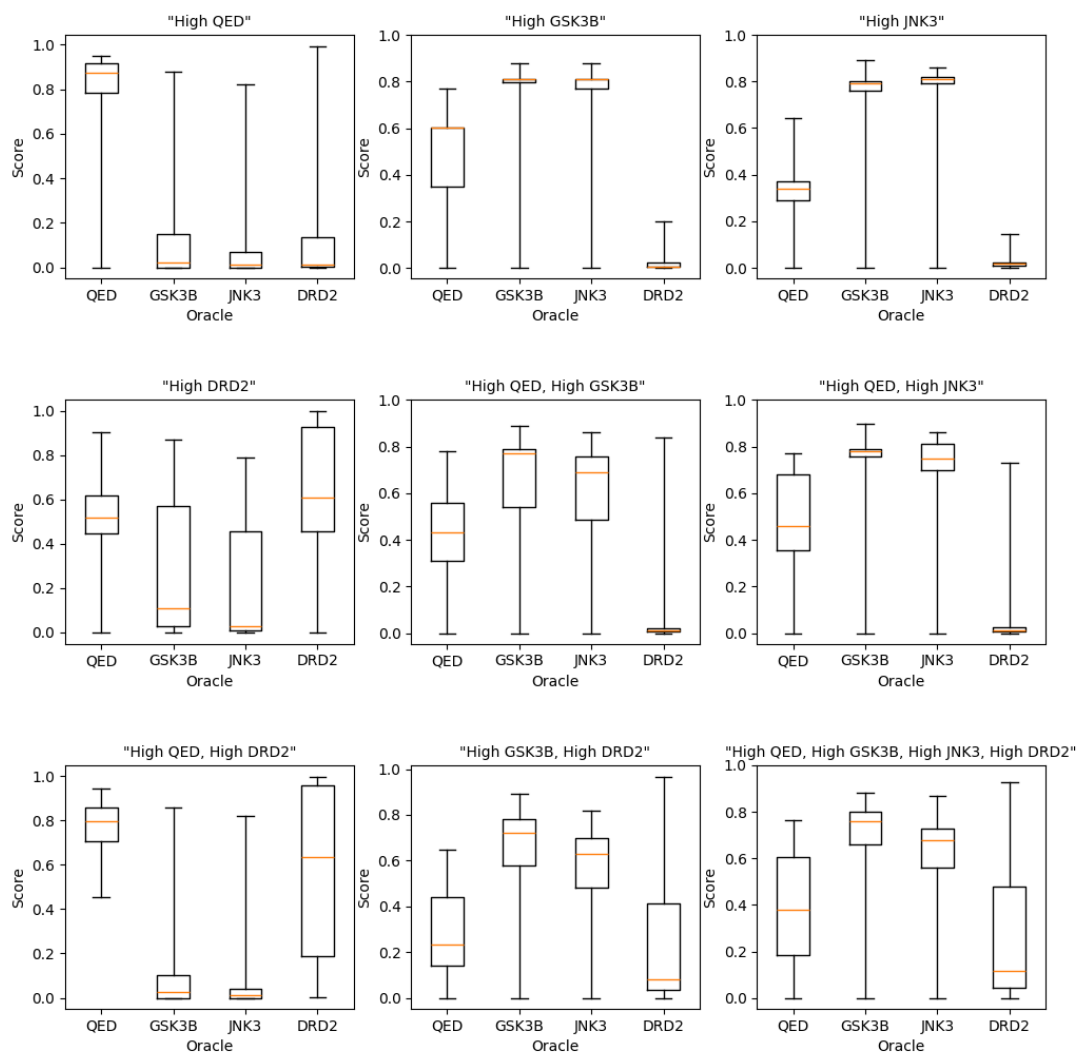 "High QED"
1.0
0.8
0.6
0.4
0.2
0.0
Score
QED GSK3B JNK3 DRD2
Oracle
"High GSK3B"
1.0
0.8
0.6
0.4
0.2
0.0
Score
QED GSK3B JNK3 DRD2
Oracle
"High JNK3"
1.0
0.8
0.6
0.4
0.2
0.0
Score
QED GSK3B JNK3 DRD2
Oracle
"High DRD2"
1.0
0.8
0.6
0.4
0.2
0.0
Score
QED GSK3B JNK3 DRD2
Oracle
"High QED, High GSK3B"
1.0
0.8
0.6
0.4
0.2
0.0
Score
QED GSK3B JNK3 DRD2
Oracle
"High QED, High JNK3"
1.0
0.8
0.6
0.4
0.2
0.0
Score
QED GSK3B JNK3 DRD2
Oracle
"High QED, High DRD2"
1.0
0.8
0.6
0.4
0.2
0.0
Score
QED GSK3B JNK3 DRD2
Oracle
"High GSK3B, High DRD2"
1.0
0.8
0.6
0.4
0.2
0.0
Score
QED GSK3B JNK3 DRD2
Oracle
"High QED, High GSK3B, High JNK3, High DRD2"
1.0
0.8
0.6
0.4
0.2
0.0
Score
QED GSK3B JNK3 DRD2
Oracle